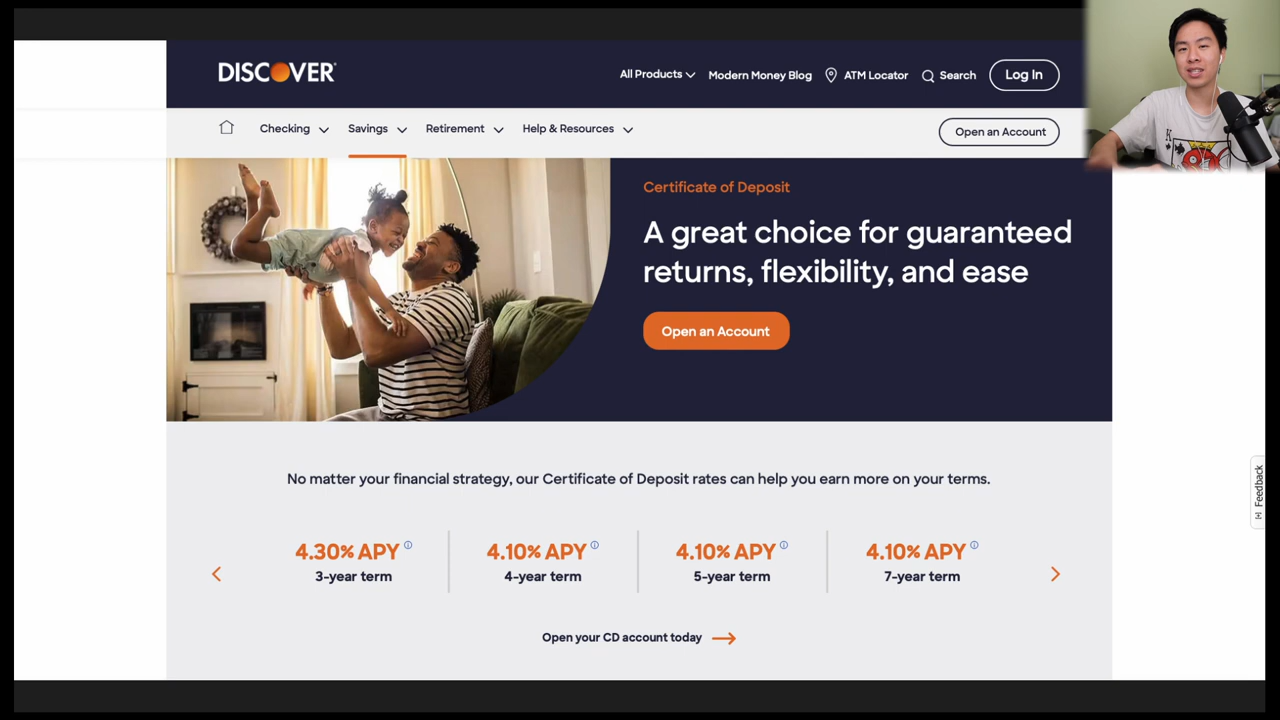 DISCOVER
All Products
Modern Money Blog
ATM Locator
Search
Log In
Checking
Savings
Retirement
Help & Resources
Open an Account
Certificate of Deposit
A great choice for guaranteed
returns, flexibility, and ease
Open an Account
No matter your financial strategy, our Certificate of Deposit rates can help you earn more on your terms.
4.30% APY
3-year term
4.10% APY
4-year term
4.10% APY
5-year term
4.10% APY
7-year term
Open your CD account today
Feedback
K